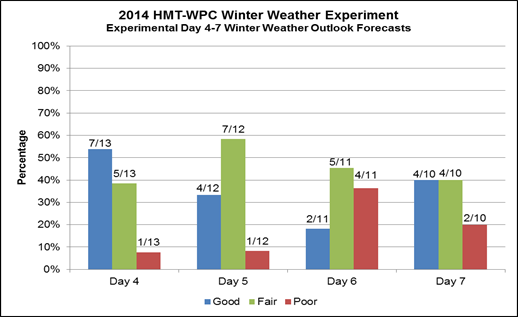 2014 HMT-WPC Winter Weather Experiment
Experimental Day 4-7 Winter Weather Outlook Forecasts
Percentage
100%
90%
80%
70%
60%
50%
40%
30%
20%
10%
0%
7/13
5/13
1/13
4/12
7/12
1/12
2/11
5/11
4/11
4/10
4/10
2/10
Day 4
Day 5
Day 6
Day 7
Good
Fair
Poor